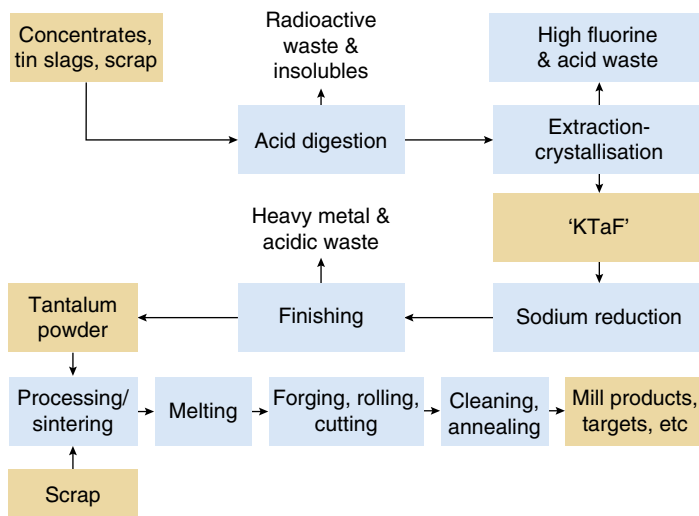 Concentrates,
tin slags, scrap
Radioactive
waste &
insolubles
High fluorine
& acid waste
Acid digestion
Extraction-
crystallisation
Heavy metal &
acidic waste
‘KTaF’
Tantalum
powder
Finishing
Sodium reduction
Processing/
sintering
Melting
Forging, rolling,
cutting
Cleaning,
annealing
Mill products,
targets, etc
Scrap